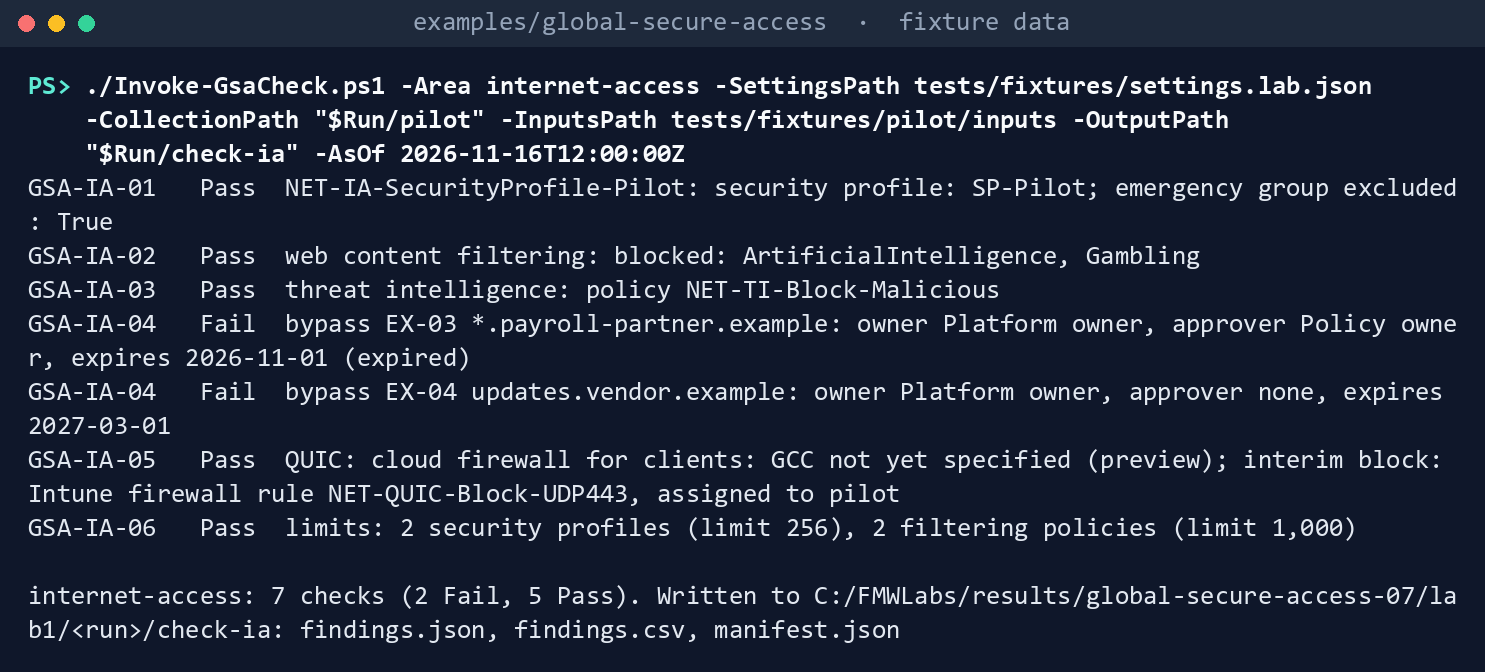 examples/global-secure-access · fixture data
PS> ./Invoke-GsaCheck.ps1 -Area internet-access -SettingsPath tests/fixtures/settings.lab.json
-CollectionPath "$Run/pilot" -InputsPath tests/fixtures/pilot/inputs -OutputPath
"$Run/check-ia" -AsOf 2026-11-16T12:00:00Z
GSA-IA-01   Pass  NET-IA-SecurityProfile-Pilot: security profile: SP-Pilot; emergency group excluded
: True
GSA-IA-02   Pass  web content filtering: blocked: ArtificialIntelligence, Gambling
GSA-IA-03   Pass  threat intelligence: policy NET-TI-Block-Malicious
GSA-IA-04   Fail  bypass EX-03 *.payroll-partner.example: owner Platform owner, approver Policy owne
r, expires 2026-11-01 (expired)
GSA-IA-04   Fail  bypass EX-04 updates.vendor.example: owner Platform owner, approver none, expires
2027-03-01
GSA-IA-05   Pass  QUIC: cloud firewall for clients: GCC not yet specified (preview); interim block:
Intune firewall rule NET-QUIC-Block-UDP443, assigned to pilot
GSA-IA-06   Pass  limits: 2 security profiles (limit 256), 2 filtering policies (limit 1,000)
internet-access: 7 checks (2 Fail, 5 Pass). Written to C:/FMWLabs/results/global-secure-access-07/la
b1/<run>/check-ia: findings.json, findings.csv, manifest.json